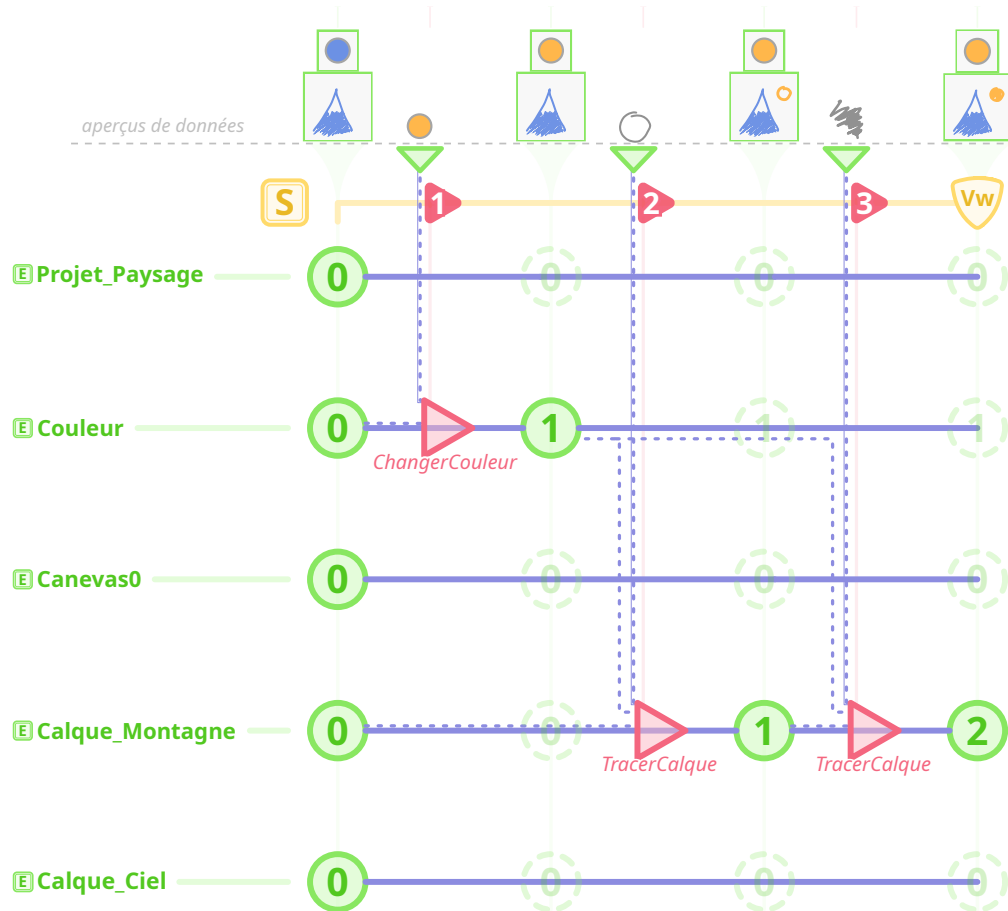 aperçus de données
S 1 2 3 Vw
E Projet_Paysage 0 0 0 0
E Couleur 0 1 1 1
ChangerCouleur
E Canevas0 0 0 0 0
E Calque_Montagne 0 0 1 2
TracerCalque TracerCalque
E Calque_Ciel 0 0 0 0